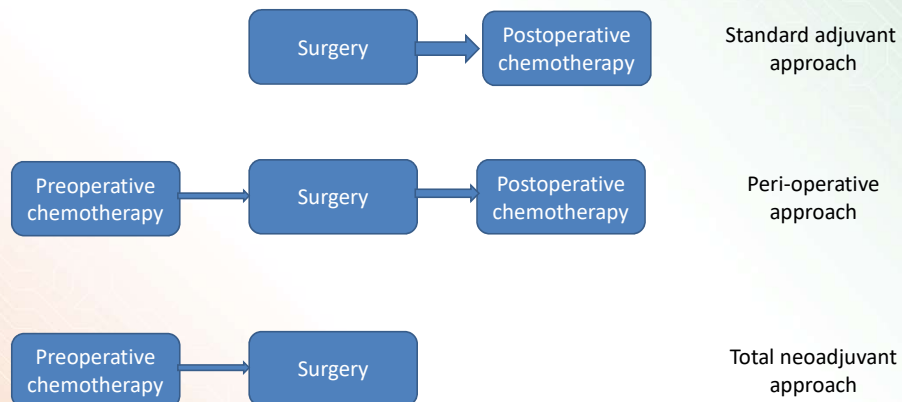 Surgery
Postoperative
chemotherapy
Standard adjuvant
approach
Preoperative
chemotherapy
Surgery
Postoperative
chemotherapy
Peri-operative
approach
Preoperative
chemotherapy
Surgery
Total neoadjuvant
approach